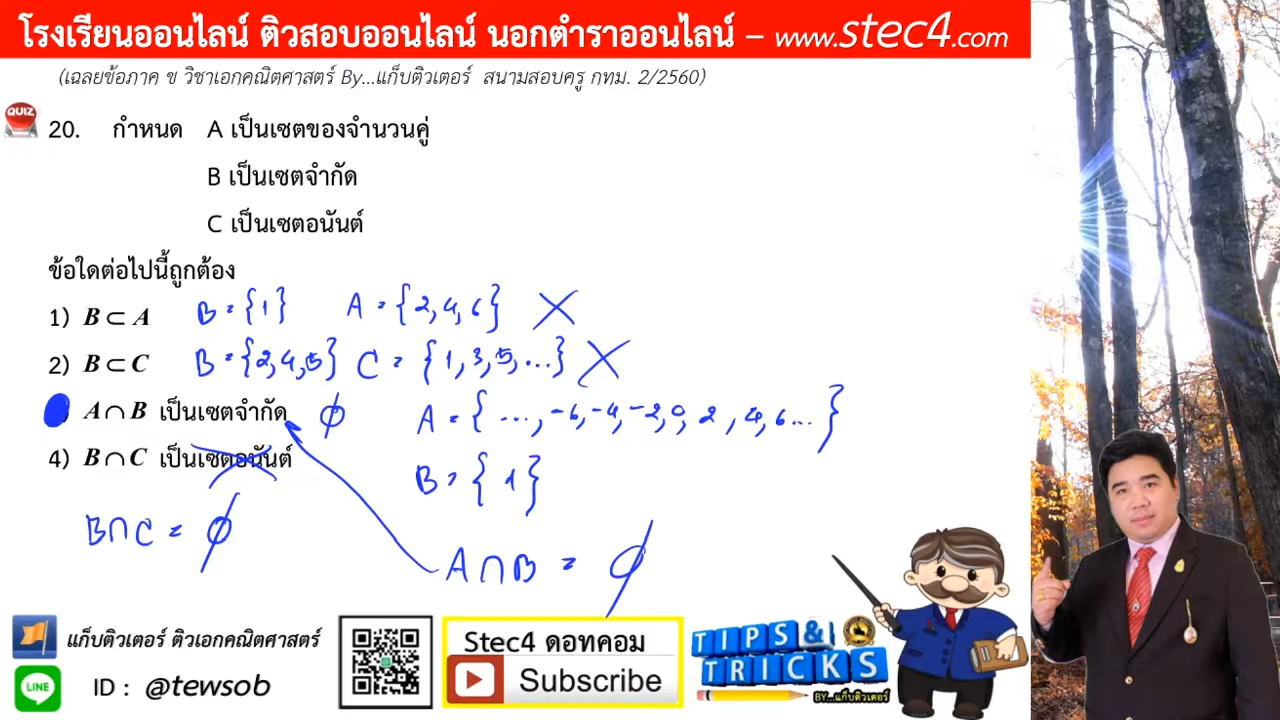 โรงเรียนออนไลน์ ติวสอบออนไลน์ นอกตำราออนไลน์ – www.stec4.com
(เฉลยข้อภาค ข วิชาเอกคณิตศาสตร์ By...แก็บติวเตอร์ สนามสอบครู กทม. 2/2560)
QUIZ
20. กำหนด A เป็นเซตของจำนวนคู่
B เป็นเซตจำกัด
C เป็นเซตอนันต์
ข้อใดต่อไปนี้ถูกต้อง
1) B ⊂ A B = {1} A = {2, 4, 6}
2) B ⊂ C B = {2, 4, 5} C = {1, 3, 5, ...}
A ∩ B เป็นเซตจำกัด ∅ A = {..., -6, -4, -2, 0, 2, 4, 6 ...}
4) B ∩ C เป็นเซตอนันต์ B = {1}
B ∩ C = ∅
A ∩ B = ∅
แก็บติวเตอร์ ติวเอกคณิตศาสตร์
LINE
ID : @tewsob
Stec4 ดอทคอม
Subscribe
TIPS &
TRICKS
BY...แก็บติวเตอร์